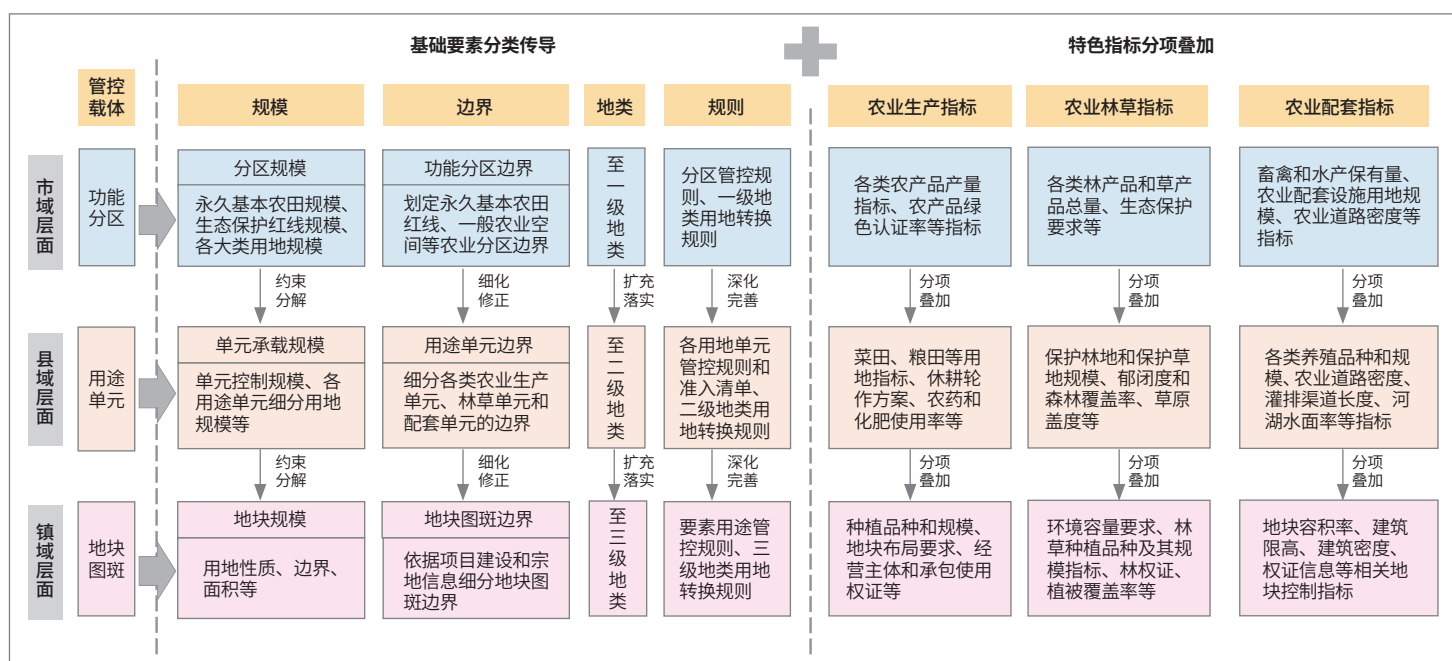 基础要素分类传导
特色指标分项叠加
管控
载体
规模
边界
地类
规则
农业生产指标
农业林草指标
农业配套指标
市域层面
功能
分区
分区规模
永久基本农田规模、
生态保护红线规模、
各大类用地规模
功能分区边界
划定永久基本农田
红线、一般农业空
间等农业分区边界
至一级地类
分区管控规
则、一级地
类用地转换
规则
各类农产品产量
指标、农产品绿
色认证率等指标
各类林产品和草产
品总量、生态保护
要求等
畜禽和水产保有量、
农业配套设施用地规
模、农业道路密度等
指标
约束
分解
细化
修正
扩充
落实
深化
完善
分项
叠加
分项
叠加
分项
叠加
县域层面
用途
单元
单元承载规模
单元控制规模、各
用途单元细分用地
规模等
用途单元边界
细分各类农业生产
单元、林草单元和
配套单元的边界
至二级地类
各用地单元
管控规则和
准入清单、
二级地类用
地转换规则
菜田、粮田等用
地指标、休耕轮
作方案、农药和
化肥使用率等
保护林地和保护草
地规模、郁闭度和
森林覆盖率、草原
盖度等
各类养殖品种和规
模、农业道路密度、
灌排渠道长度、河
湖水面率等指标
约束
分解
细化
修正
扩充
落实
深化
完善
分项
叠加
分项
叠加
分项
叠加
镇域层面
地块
图斑
地块规模
用地性质、边界、
面积等
地块图斑边界
依据项目建设和宗
地信息细分地块图
斑边界
至三级地类
要素用途管
控规则、三
级地类用地
转换规则
种植品种和规模、
地块布局要求、经
营主体和承包使用
权证等
环境容量要求、林
草种植品种及其规
模指标、林权证、
植被覆盖率等
地块容积率、建筑
限高、建筑密度、
权证信息等相关地
块控制指标